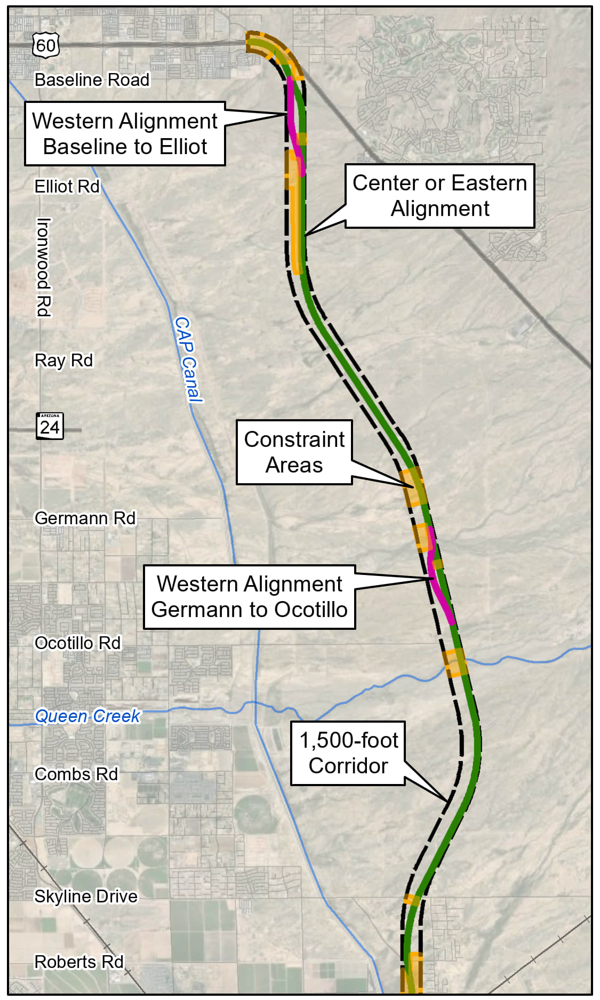 60
Baseline Road
Western Alignment
Baseline to Elliot
Center or Eastern
Alignment
Elliot Rd
Ironwood Rd
CAP Canal
Ray Rd
ARIZONA
24
Constraint
Areas
Germann Rd
Western Alignment
Germann to Ocotillo
Ocotillo Rd
Queen Creek
1,500-foot
Corridor
Combs Rd
Skyline Drive
Roberts Rd